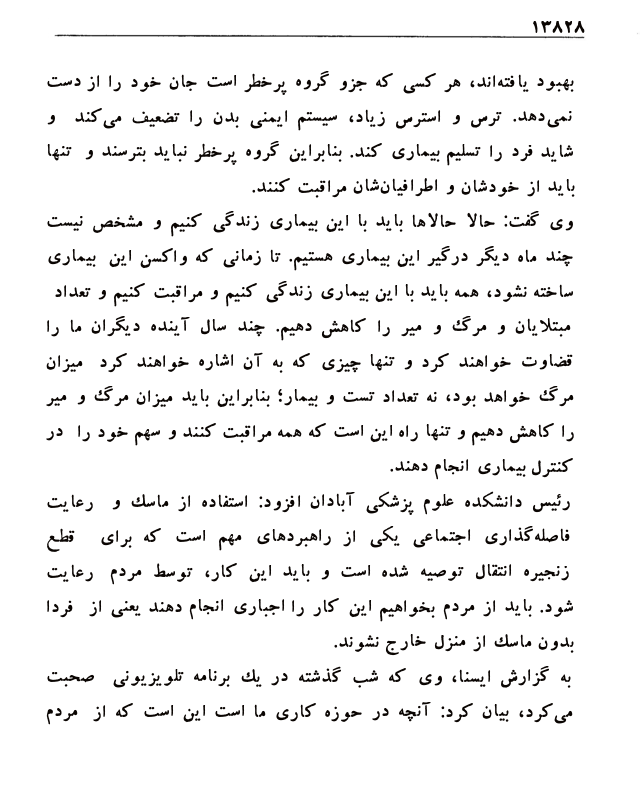 ۱۳۸۲۸
بهبود یافته‌اند، هر کسی که جزو گروه پرخطر است جان خود را از دست
نمی‌دهد. ترس و استرس زیاد، سیستم ایمنی بدن را تضعیف می‌کند و
شاید فرد را تسلیم بیماری کند. بنابراین گروه پرخطر نباید بترسند و تنها
باید از خودشان و اطرافیان‌شان مراقبت کنند.
وی گفت: حالا حالاها باید با این بیماری زندگی کنیم و مشخص نیست
چند ماه دیگر درگیر این بیماری هستیم. تا زمانی که واکسن این بیماری
ساخته نشود، همه باید با این بیماری زندگی کنیم و مراقبت کنیم و تعداد
مبتلایان و مرگ و میر را کاهش دهیم. چند سال آینده دیگران ما را
قضاوت خواهند کرد و تنها چیزی که به آن اشاره خواهند کرد میزان
مرگ خواهد بود، نه تعداد تست و بیمار؛ بنابراین باید میزان مرگ و میر
را کاهش دهیم و تنها راه این است که همه مراقبت کنند و سهم خود را در
کنترل بیماری انجام دهند.
رئیس دانشکده علوم پزشکی آبادان افزود: استفاده از ماسک و رعایت
فاصله‌گذاری اجتماعی یکی از راهبردهای مهم است که برای قطع
زنجیره انتقال توصیه شده است و باید این کار، توسط مردم رعایت
شود. باید از مردم بخواهیم این کار را اجباری انجام دهند یعنی از فردا
بدون ماسک از منزل خارج نشوند.
به گزارش ایسنا، وی که شب گذشته در یک برنامه تلویزیونی صحبت
می‌کرد، بیان کرد: آنچه در حوزه کاری ما است این است که از مردم